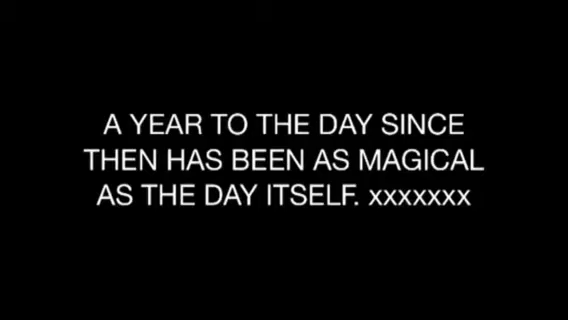 A YEAR TO THE DAY SINCE
THEN HAS BEEN AS MAGICAL
AS THE DAY ITSELF. xxxxxxx